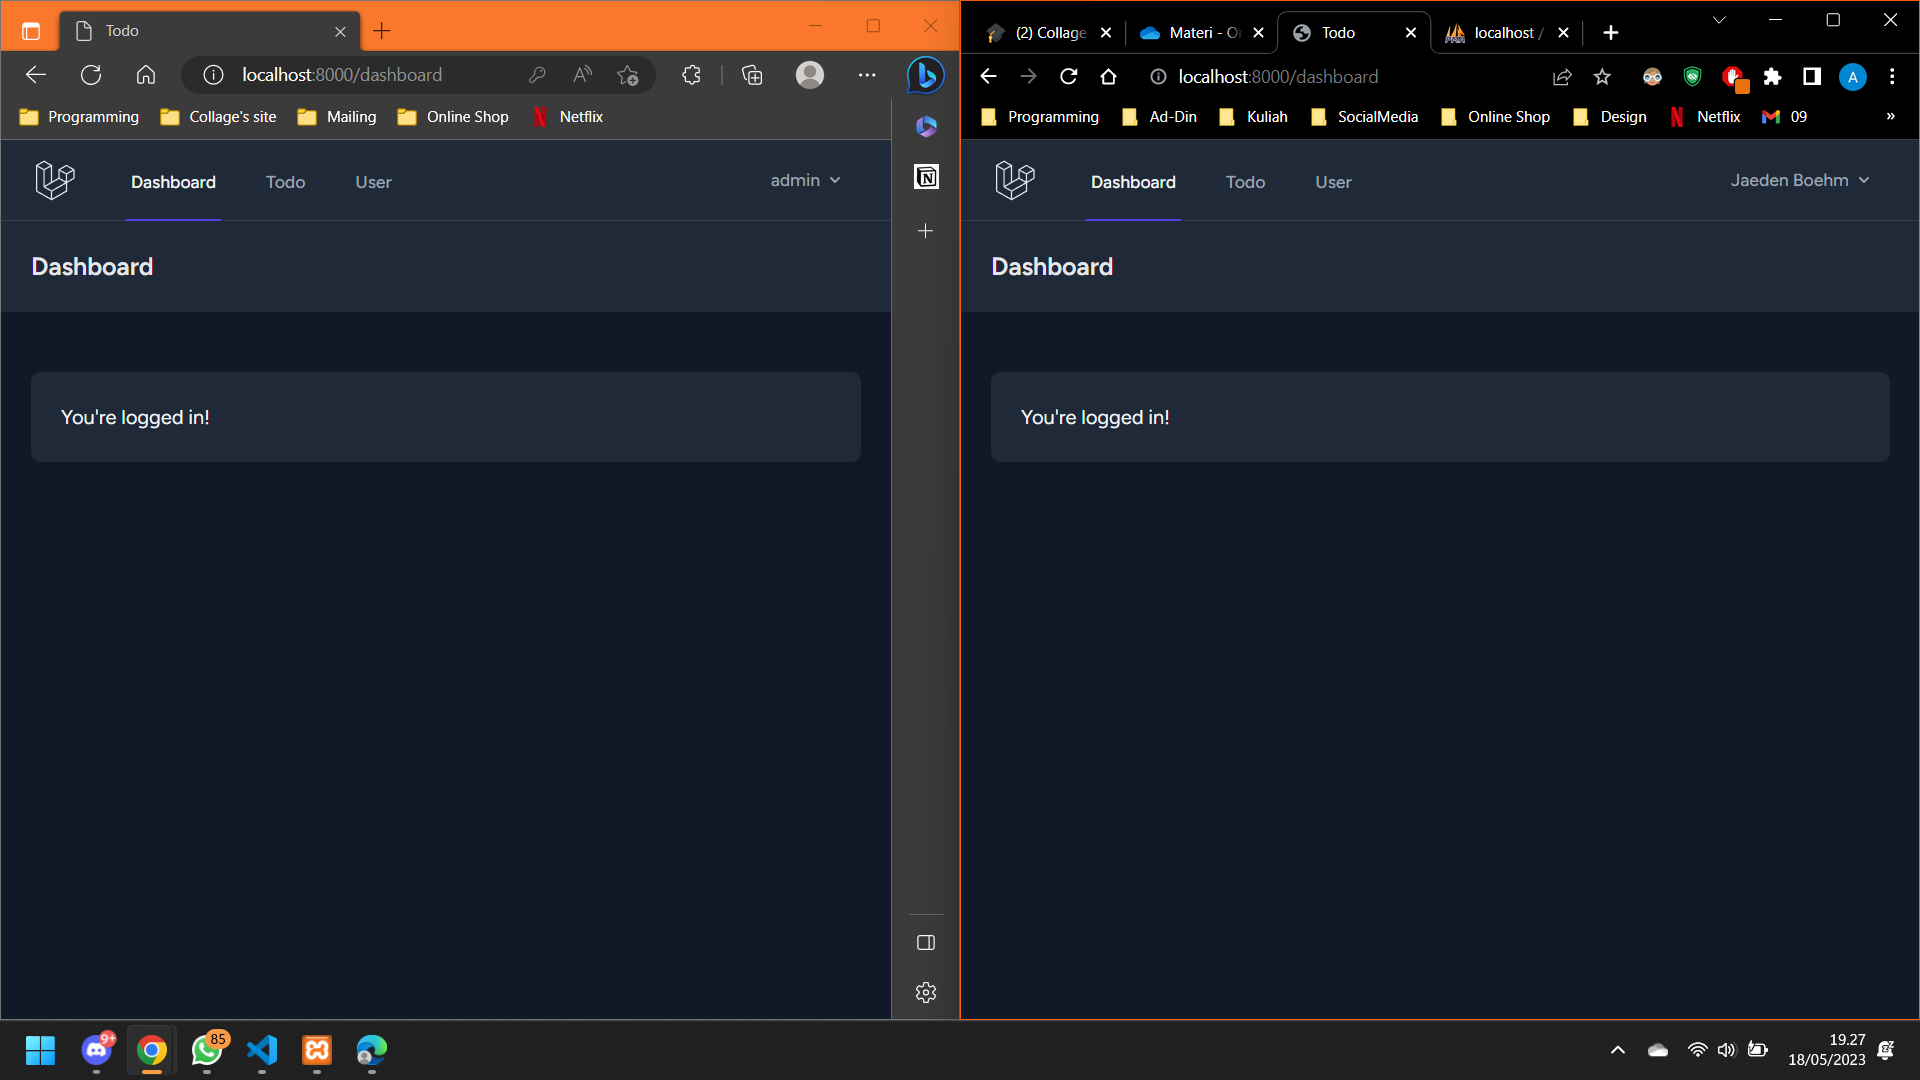 Todo
localhost:8000/dashboard
Programming
Collage's site
Mailing
Online Shop
Netflix
Dashboard
Todo
User
admin
Dashboard
You're logged in!
(2) Collage
Materi - O
Todo
localhost /
localhost:8000/dashboard
A
Programming
Ad-Din
Kuliah
SocialMedia
Online Shop
Design
Netflix
09
»
Dashboard
Todo
User
Jaeden Boehm
Dashboard
You're logged in!
9+
85
19.27
18/05/2023